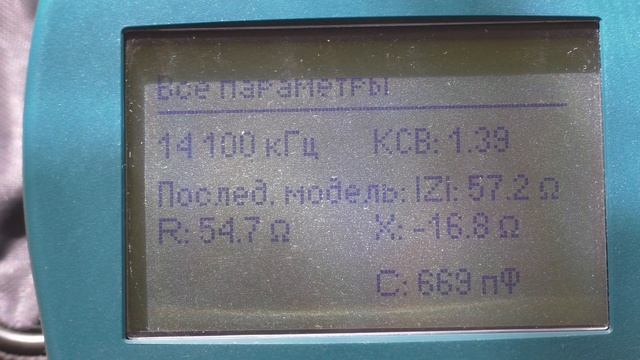 Все параметры
14 100 кГц КСВ: 1.39
Послед. модель: |Z|: 57.2 Ω
R: 54.7 Ω X: -16.8 Ω
C: 669 пФ